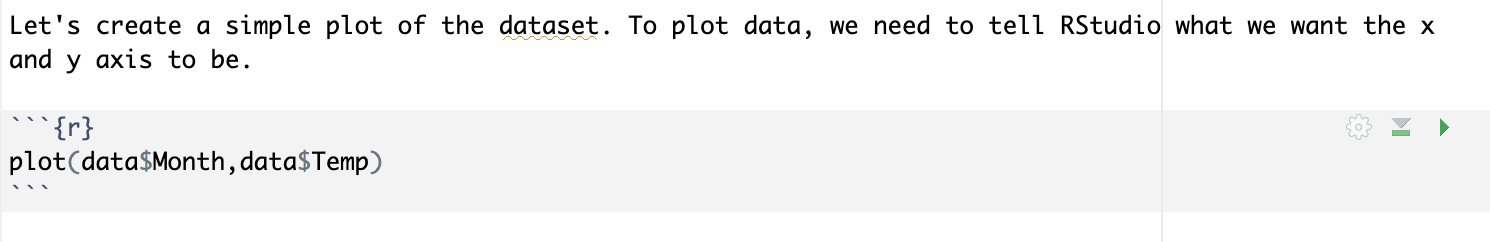 Let's create a simple plot of the dataset. To plot data, we need to tell RStudio what we want the x
and y axis to be.
```{r}
plot(data$Month,data$Temp)
```